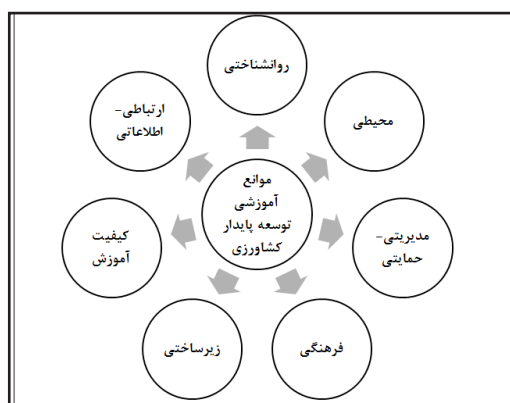 روانشناختی
محیطی
مدیریتی-
حمایتی
فرهنگی
زیرساختی
کیفیت
آموزش
ارتباطی-
اطلاعاتی
موانع
آموزشی
توسعه پایدار
کشاورزی